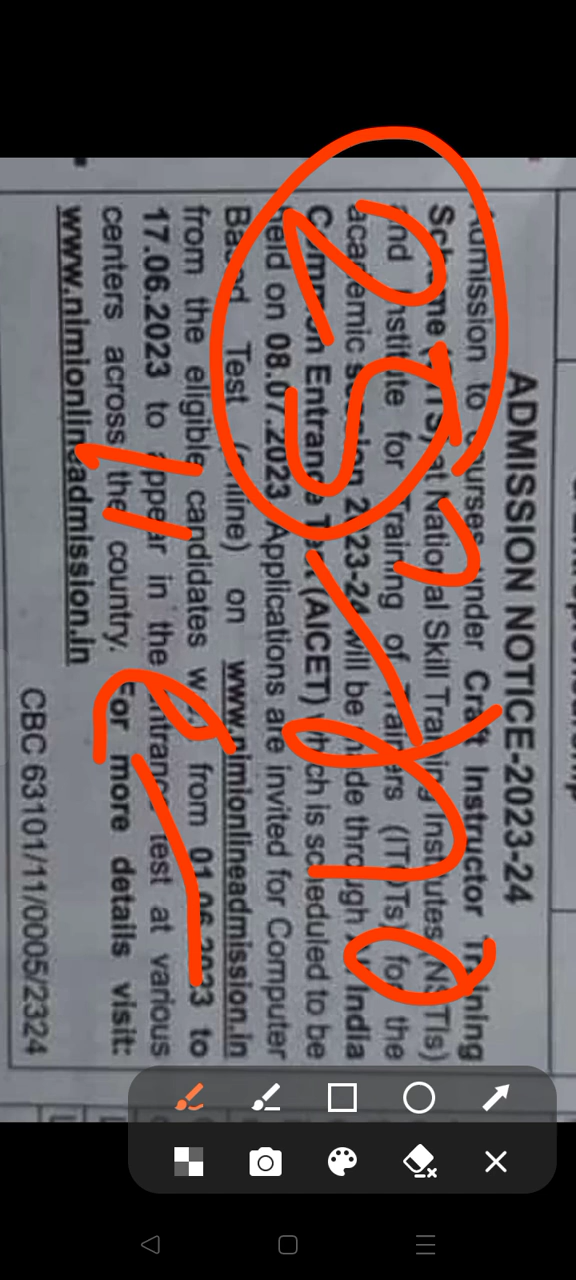 ADMISSION NOTICE-2023-24
Admission to courses under Craft Instructor Training
Scheme (CITS) at National Skill Training Institutes (NSTIs)
and Institute for Training of Trainers (ITOTs) for the
academic session 2023-24 will be made through All India
Common Entrance Test (AICET) which is scheduled to be
held on 08.07.2023. Applications are invited for Computer
Based Test (online) on www.nimionlineadmission.in
from the eligible candidates from 01.06.2023 to
17.06.2023 to appear in the entrance test at various
centers across the country. For more details visit:
www.nimionlineadmission.in
CBC 63101/11/0005/2324